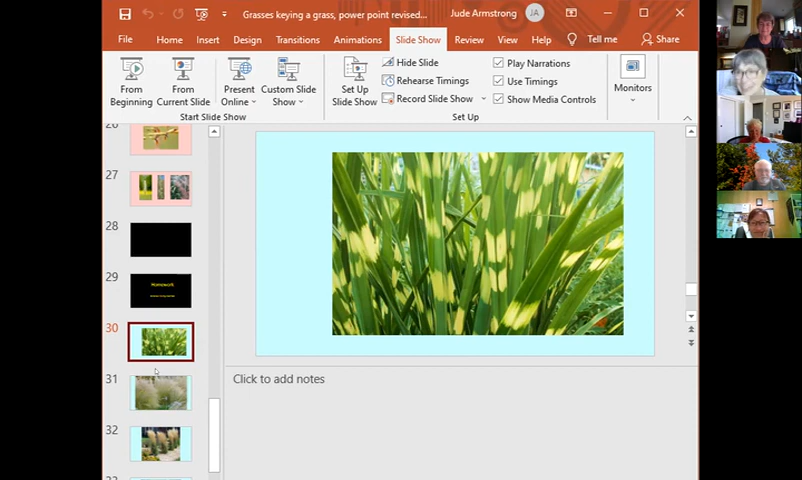 Grasses keying a grass, power point revised...
Jude Armstrong
JA
File
Home
Insert
Design
Transitions
Animations
Slide Show
Review
View
Help
Tell me
Share
From
Beginning
From
Current Slide
Present
Online
Custom Slide
Show
Start Slide Show
Set Up
Slide Show
Hide Slide
Rehearse Timings
Record Slide Show
Play Narrations
Use Timings
Show Media Controls
Set Up
Monitors
27
28
29
Homework
30
31
32
Click to add notes